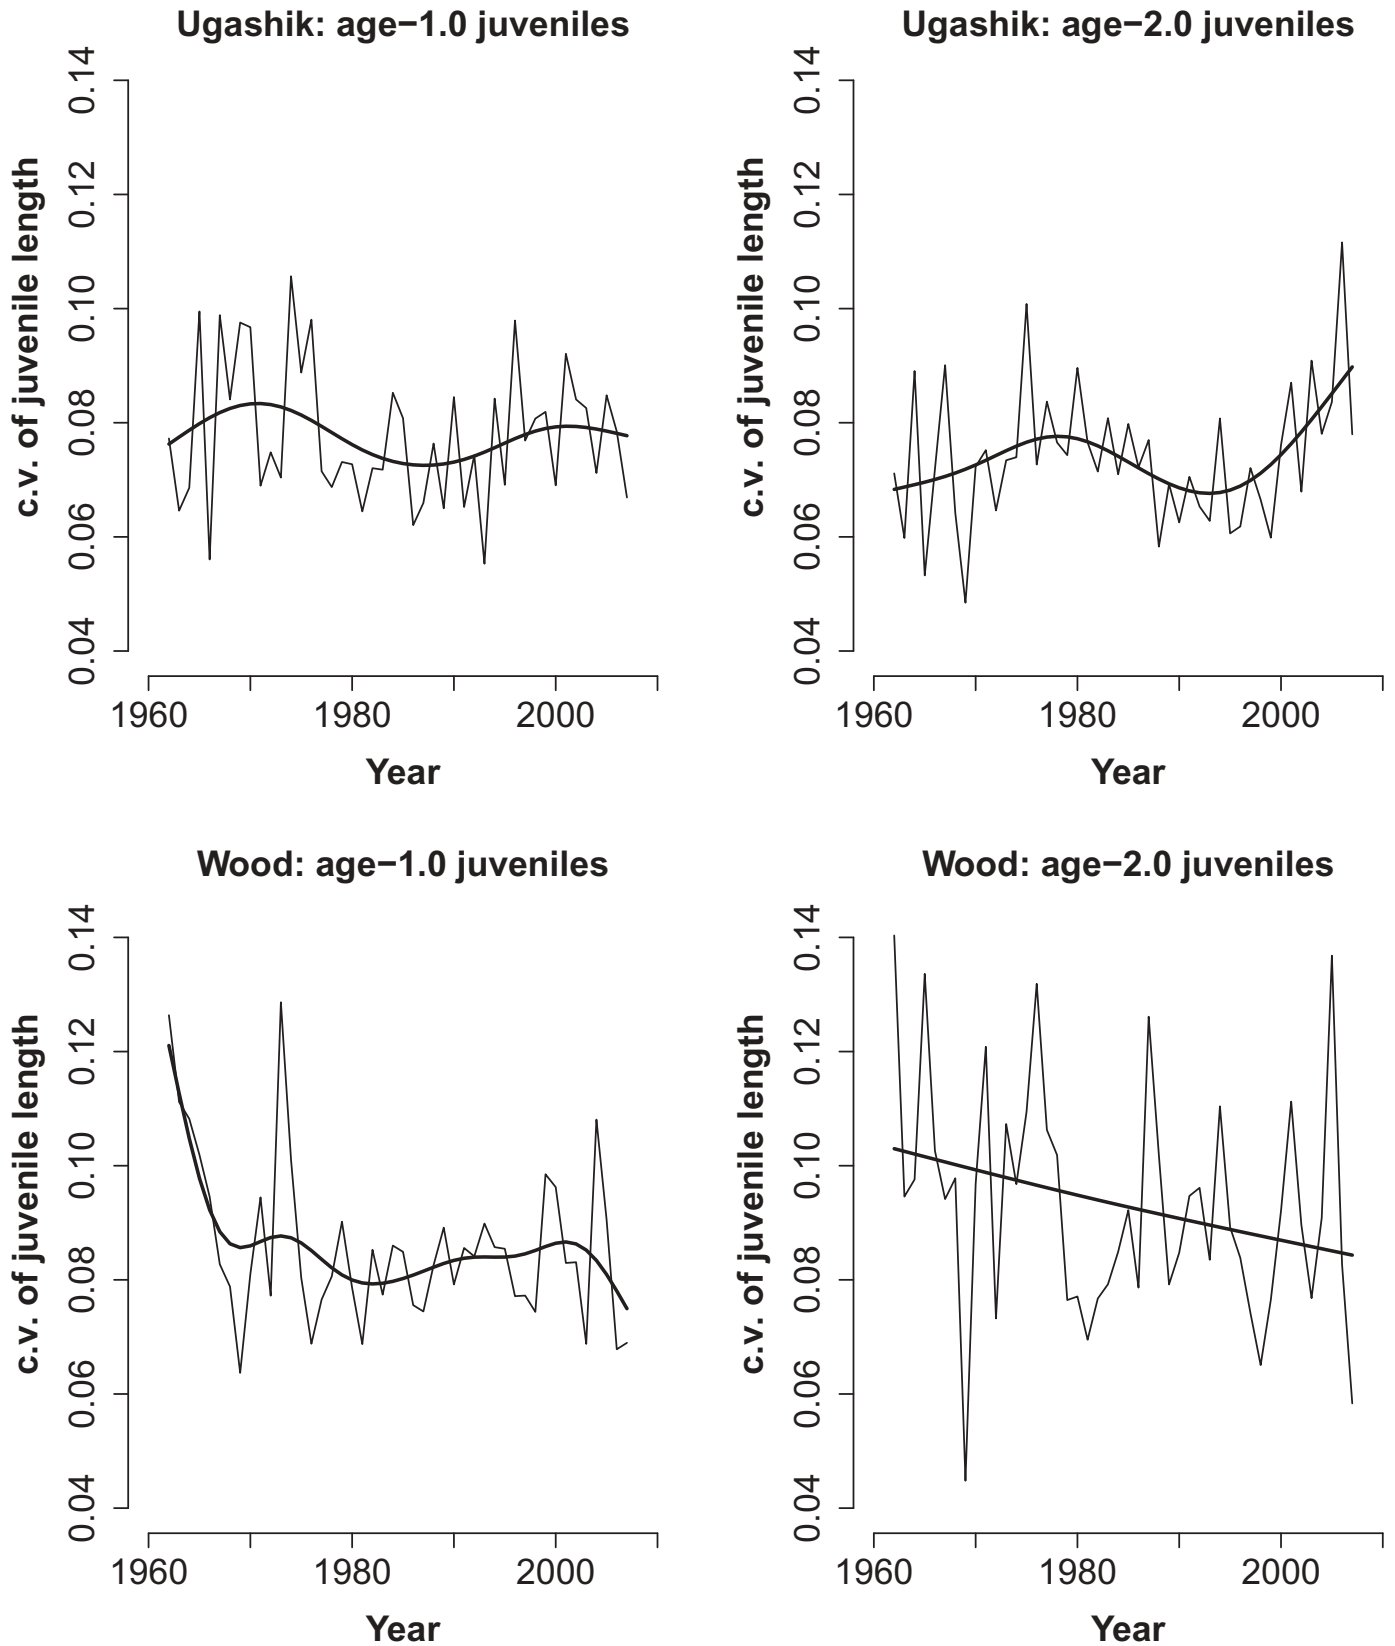 Ugashik: age−1.0 juveniles
c.v. of juvenile length
0.04 0.06 0.08 0.10 0.12 0.14
1960 1980 2000
Year
Ugashik: age−2.0 juveniles
c.v. of juvenile length
0.04 0.06 0.08 0.10 0.12 0.14
1960 1980 2000
Year
Wood: age−1.0 juveniles
c.v. of juvenile length
0.04 0.06 0.08 0.10 0.12 0.14
1960 1980 2000
Year
Wood: age−2.0 juveniles
c.v. of juvenile length
0.04 0.06 0.08 0.10 0.12 0.14
1960 1980 2000
Year